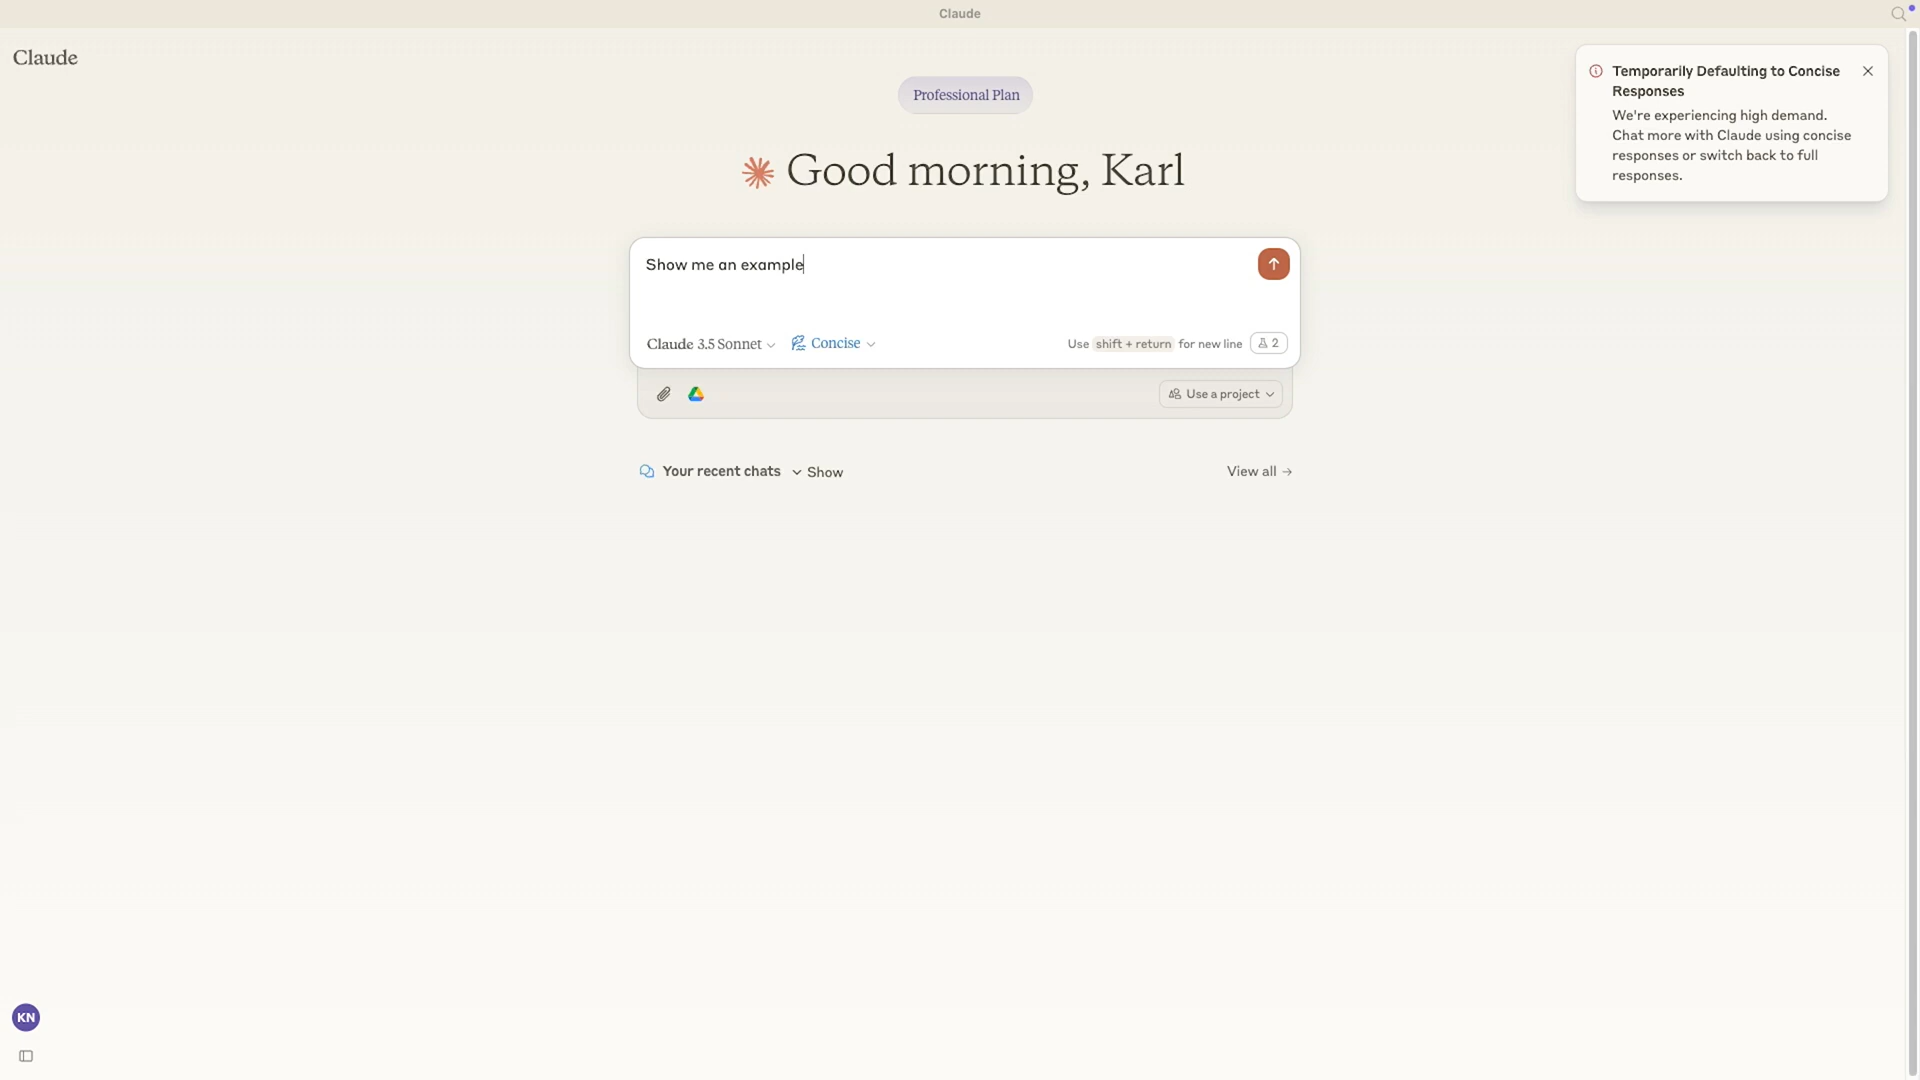 Claude
Claude
Professional Plan
Good morning, Karl
Temporarily Defaulting to Concise
Responses
We're experiencing high demand.
Chat more with Claude using concise
responses or switch back to full
responses.
Show me an example
Claude 3.5 Sonnet
Concise
Use shift + return for new line
2
Use a project
Your recent chats
Show
View all →
KN